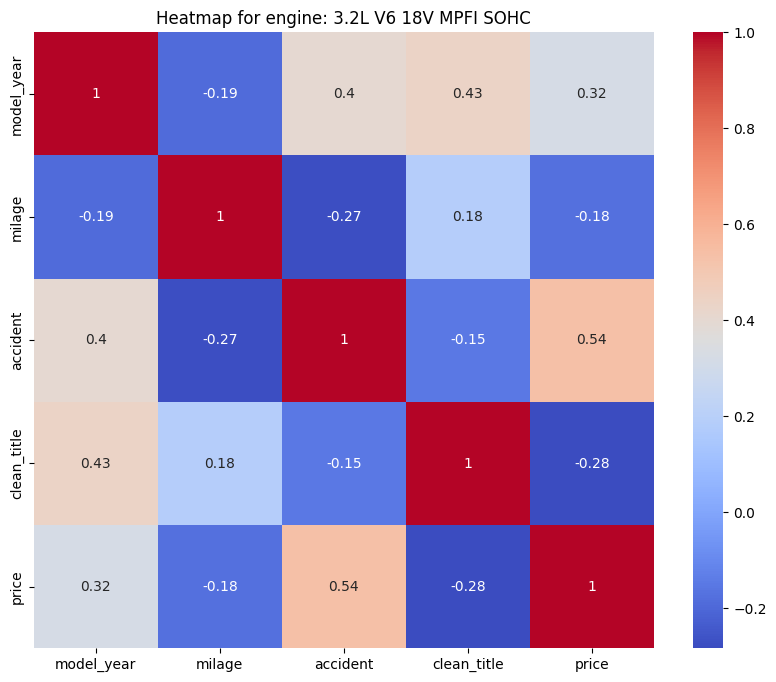 Heatmap for engine: 3.2L V6 18V MPFI SOHC
model_year 1 -0.19 0.4 0.43 0.32
milage -0.19 1 -0.27 0.18 -0.18
accident 0.4 -0.27 1 -0.15 0.54
clean_title 0.43 0.18 -0.15 1 -0.28
price 0.32 -0.18 0.54 -0.28 1
model_year milage accident clean_title price
1.0
0.8
0.6
0.4
0.2
0.0
−0.2